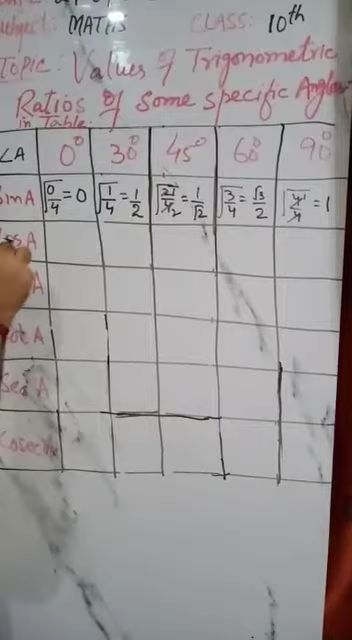 MATHS CLASS: 10th
TOPIC: Values of Trigonometric
Ratios Of Some specific Angles
in Table.
∠A 0° 30° 45° 60° 90°
SinA √0/4=0 √1/4=1/2 √2/4=1/√2 √3/4=√3/2 √4/4=1
A
A
Cot A
Sec A
Cosec